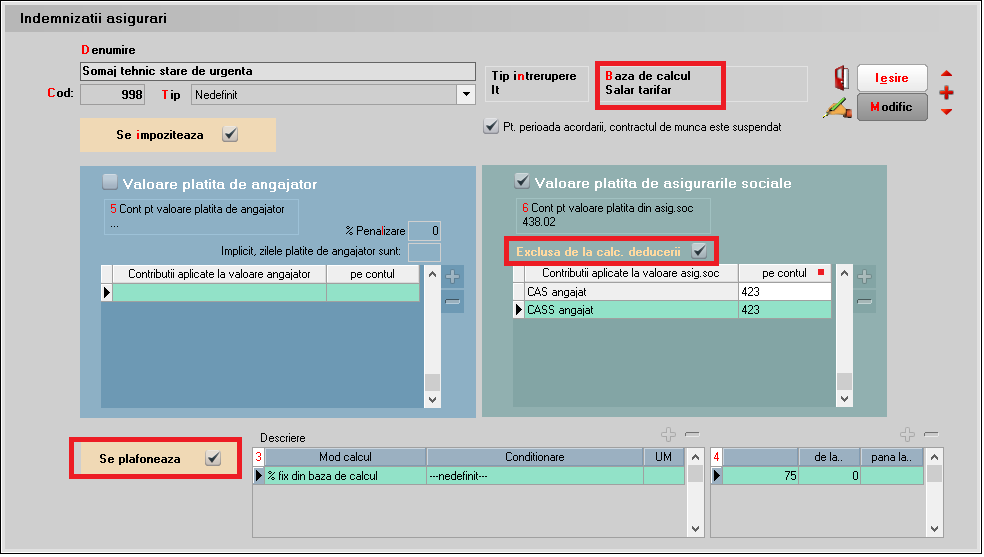 Indemnizatii asigurari
Denumire
Somaj tehnic stare de urgenta
Cod: 998 Tip Nedefinit
Tip intrerupere
It
Baza de calcul
Salar tarifar
Iesire
Modific
Se impoziteaza
Pt. perioada acordarii, contractul de munca este suspendat
Valoare platita de angajator
5 Cont pt valoare platita de angajator
...
% Penalizare 0
Implicit, zilele platite de angajator sunt:
Contributii aplicate la valoare angajator pe contul
Valoare platita de asigurarile sociale
6 Cont pt valoare platita din asig.soc
438.02
Exclusa de la calc. deducerii
Contributii aplicate la valoare asig.soc pe contul
CAS angajat 423
CASS angajat 423
Se plafoneaza
Descriere
3 Mod calcul Conditionare UM
% fix din baza de calcul ---nedefinit---
4 de la.. pana la..
75 0